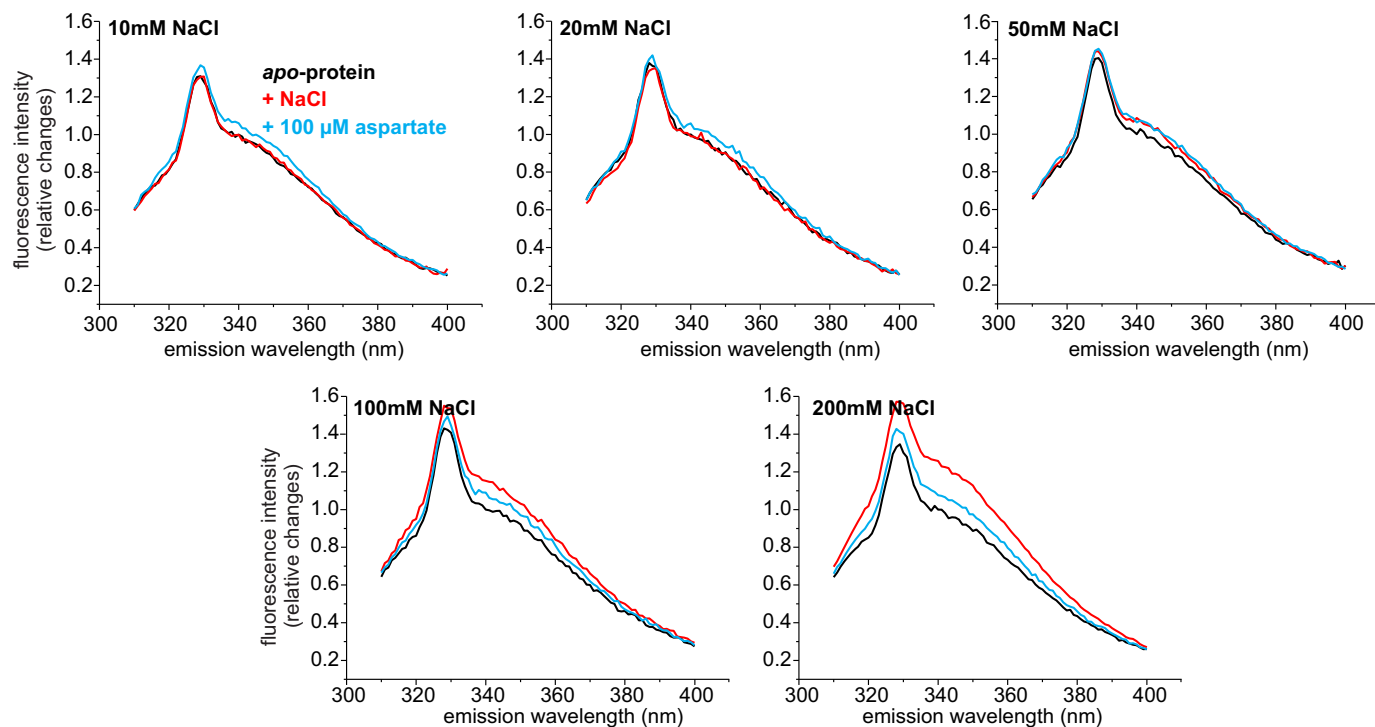 10mM NaCl
20mM NaCl
50mM NaCl
apo-protein
+ NaCl
+ 100 µM aspartate
fluorescence intensity
(relative changes)
1.6
1.4
1.2
1.0
0.8
0.6
0.4
0.2
300 320 340 360 380 400
emission wavelength (nm)
1.6
1.4
1.2
1.0
0.8
0.6
0.4
0.2
300 320 340 360 380 400
emission wavelength (nm)
1.6
1.4
1.2
1.0
0.8
0.6
0.4
0.2
300 320 340 360 380 400
emission wavelength (nm)
100mM NaCl
200mM NaCl
fluorescence intensity
(relative changes)
1.6
1.4
1.2
1.0
0.8
0.6
0.4
0.2
300 320 340 360 380 400
emission wavelength (nm)
1.6
1.4
1.2
1.0
0.8
0.6
0.4
0.2
300 320 340 360 380 400
emission wavelength (nm)